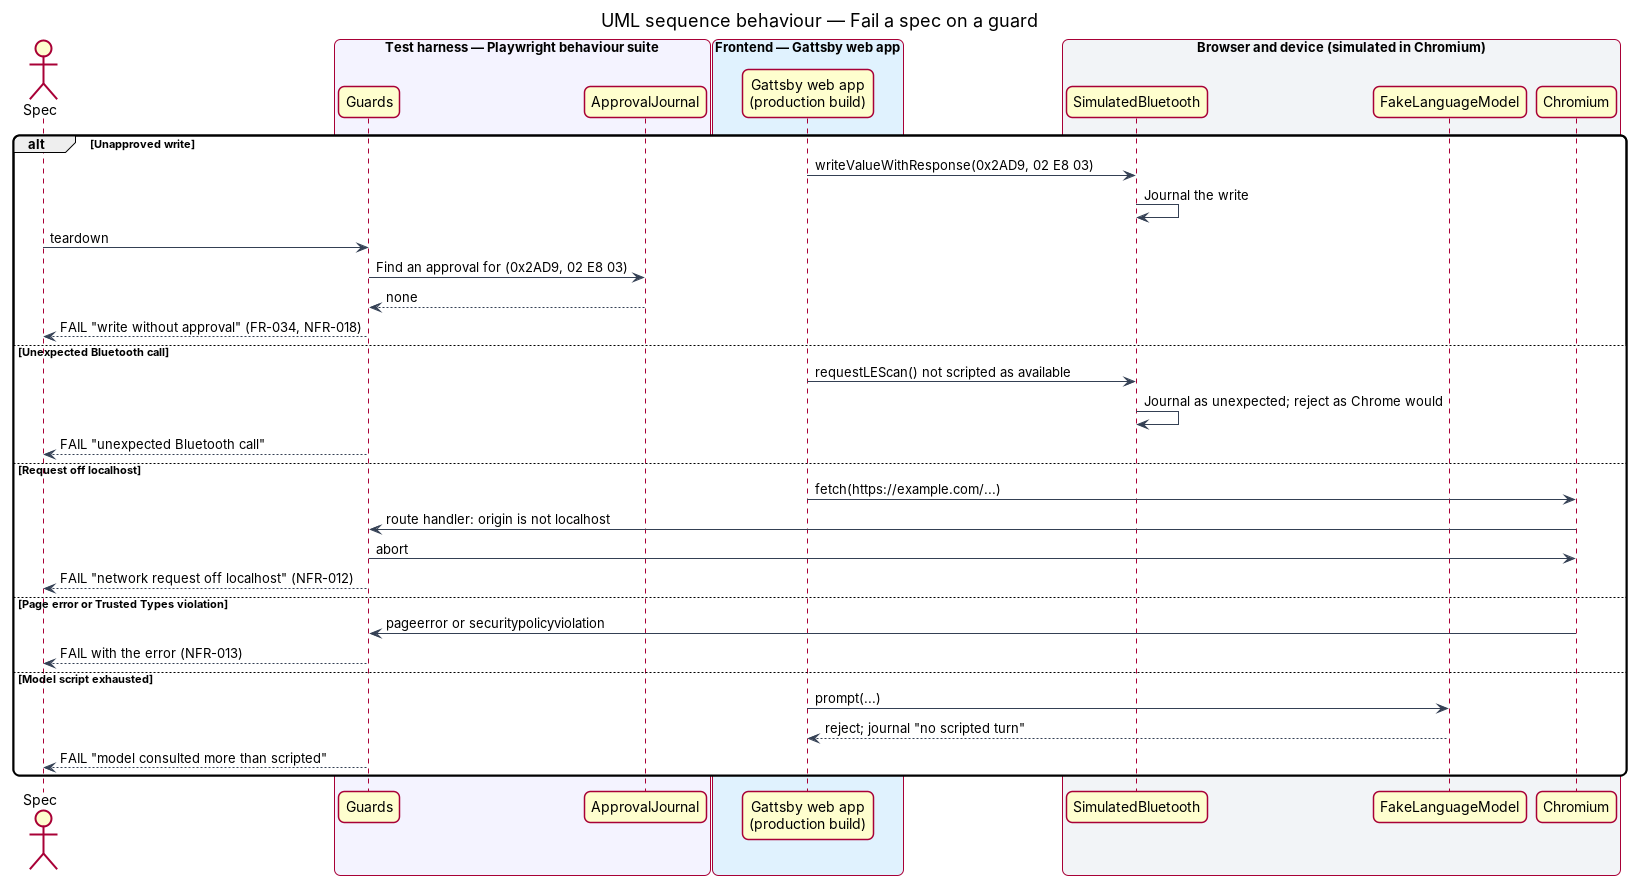 UML sequence behaviour — Fail a spec on a guard
Test harness — Playwright behaviour suite
Frontend — Gattsby web app
Browser and device (simulated in Chromium)
Spec
Guards
ApprovalJournal
Gattsby web app
(production build)
SimulatedBluetooth
FakeLanguageModel
Chromium
alt
[Unapproved write]
writeValueWithResponse(0x2AD9, 02 E8 03)
Journal the write
teardown
Find an approval for (0x2AD9, 02 E8 03)
none
FAIL "write without approval" (FR-034, NFR-018)
[Unexpected Bluetooth call]
requestLEScan() not scripted as available
Journal as unexpected; reject as Chrome would
FAIL "unexpected Bluetooth call"
[Request off localhost]
fetch(https://example.com/...)
route handler: origin is not localhost
abort
FAIL "network request off localhost" (NFR-012)
[Page error or Trusted Types violation]
pageerror or securitypolicyviolation
FAIL with the error (NFR-013)
[Model script exhausted]
prompt(...)
reject; journal "no scripted turn"
FAIL "model consulted more than scripted"
Spec
Guards
ApprovalJournal
Gattsby web app
(production build)
SimulatedBluetooth
FakeLanguageModel
Chromium